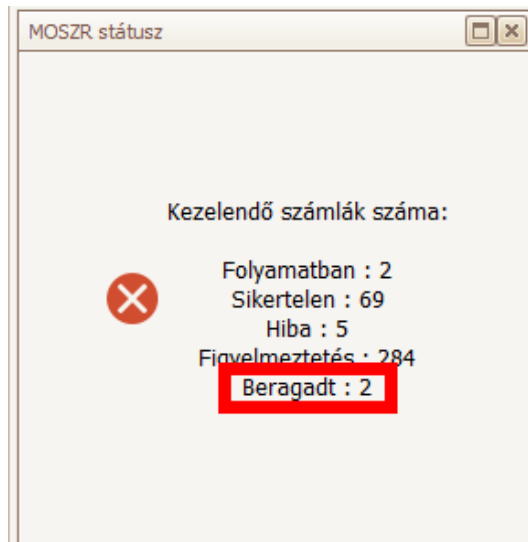 MOSZR státusz
Kezelendő számlák száma:
Folyamatban : 2
Sikertelen : 69
Hiba : 5
Figyelmeztetés : 284
Beragadt : 2